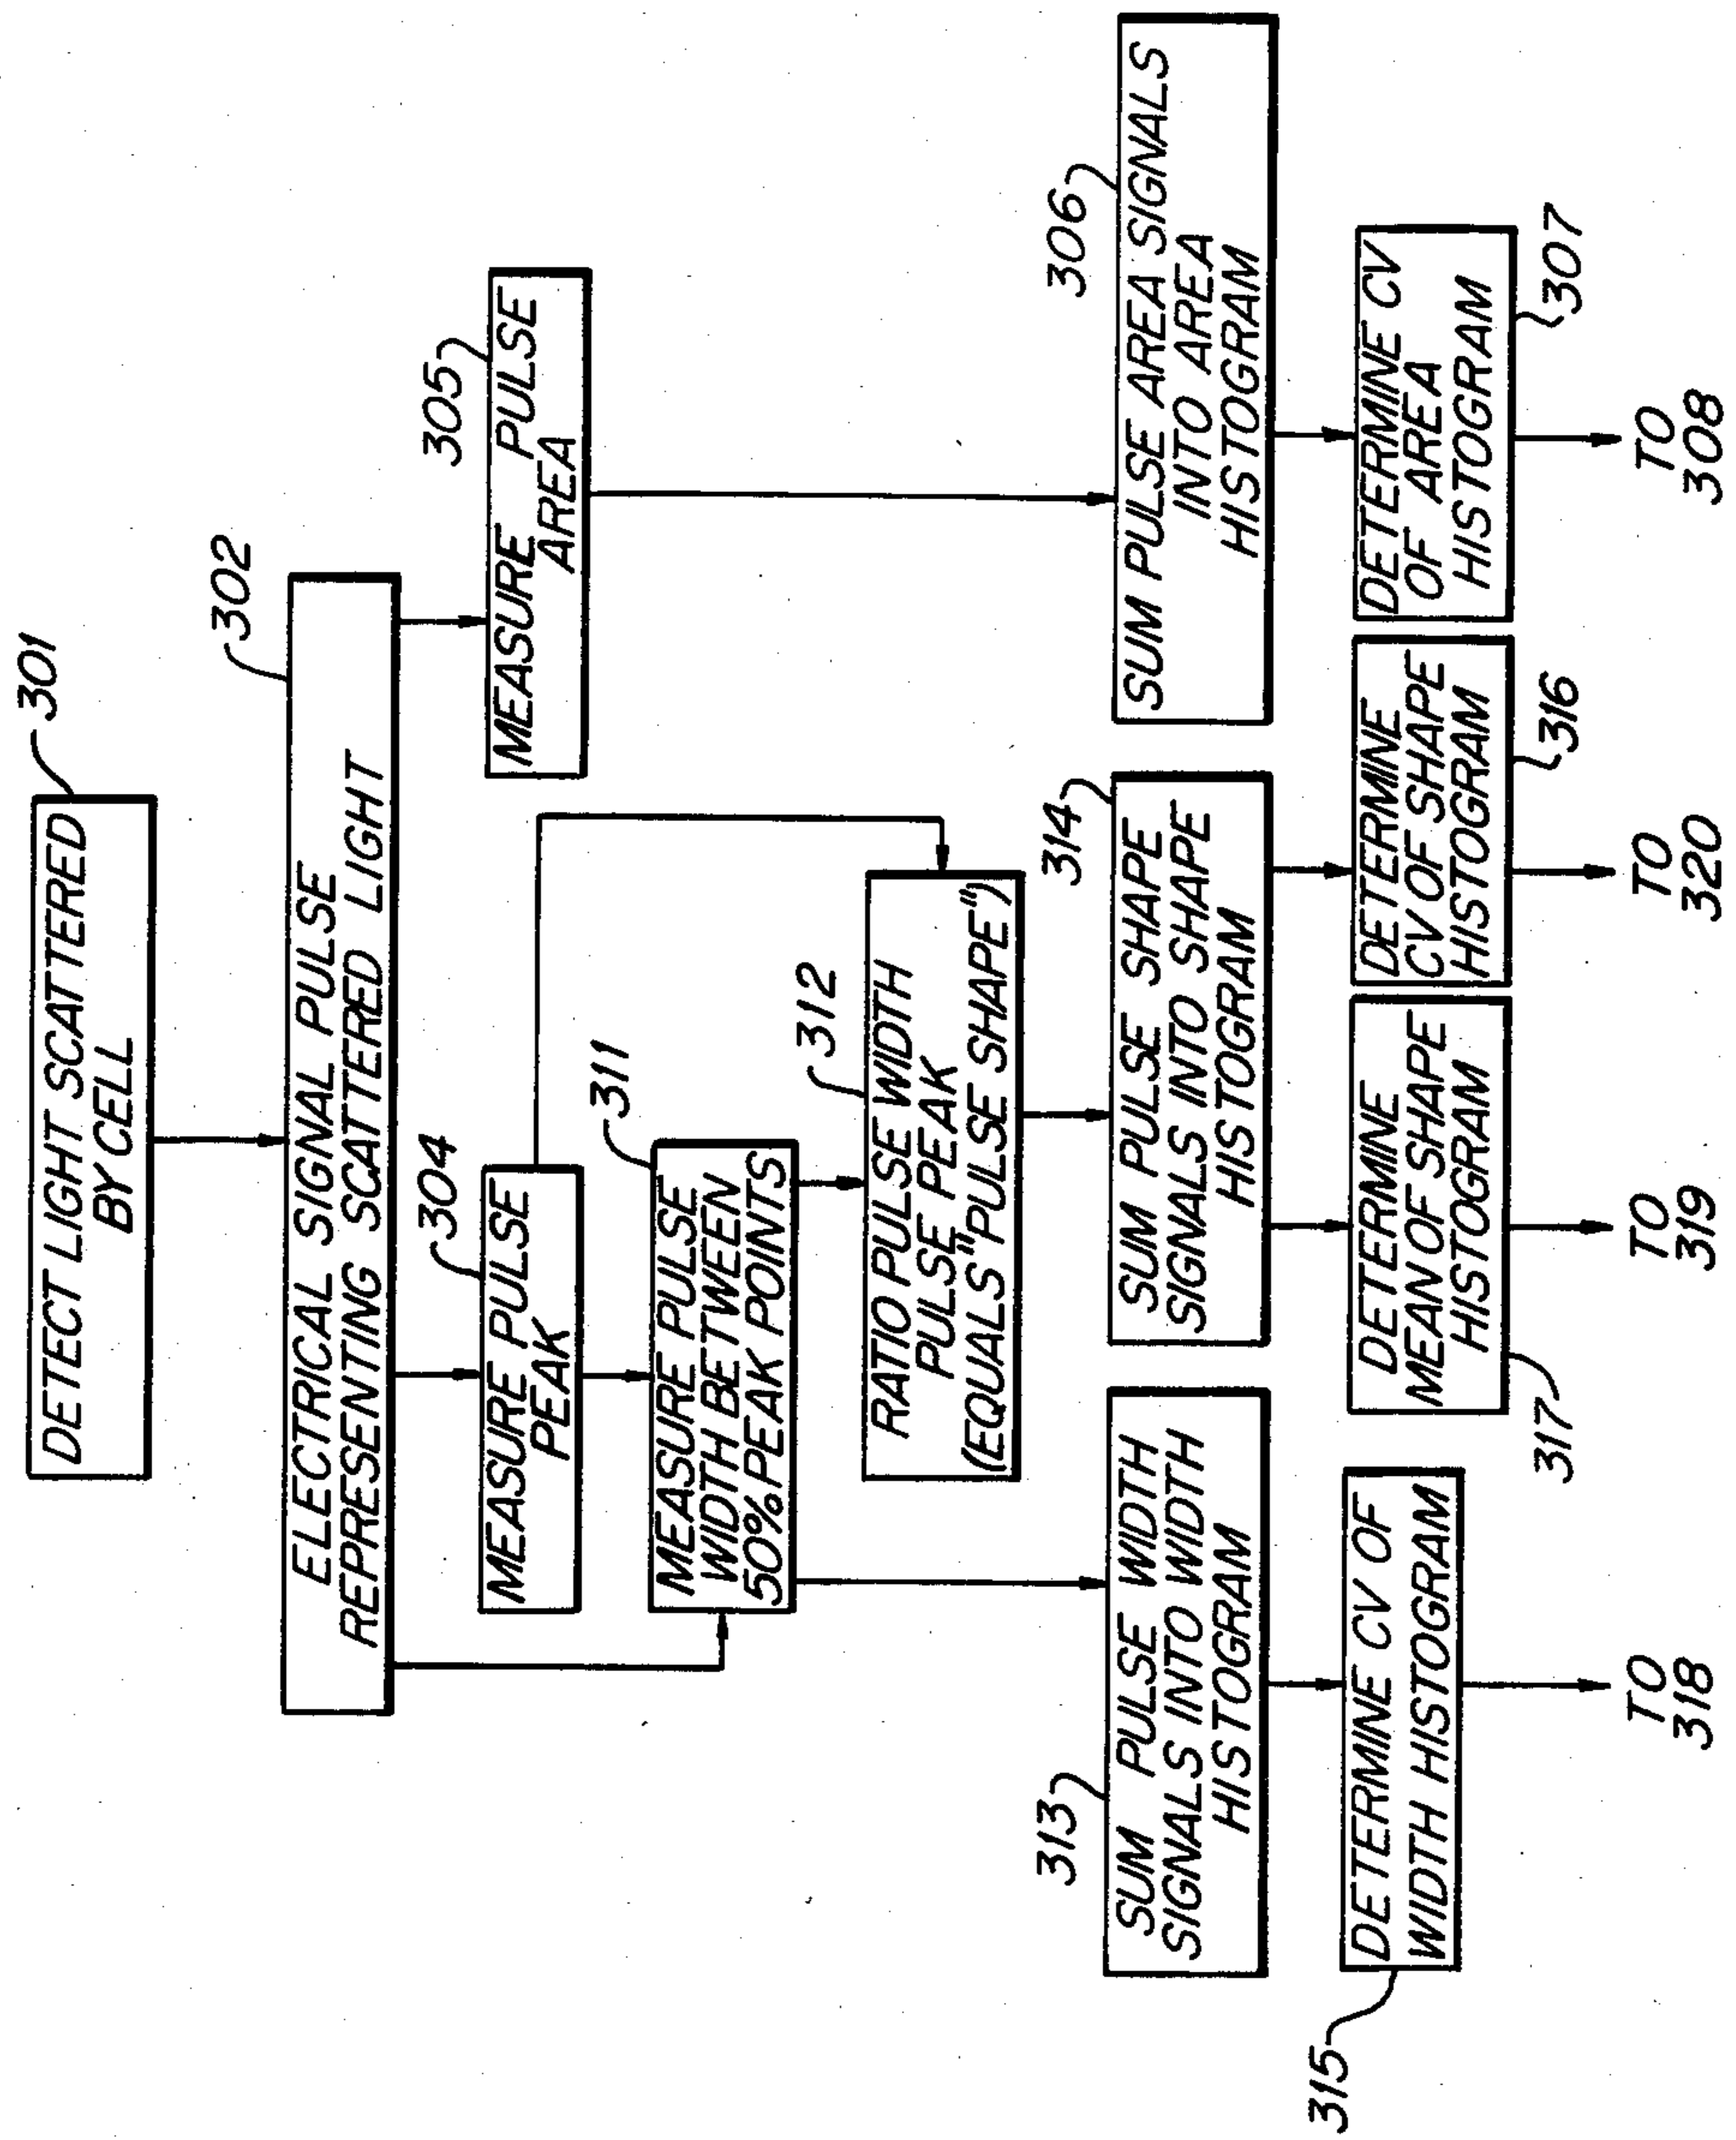 301
DETECT LIGHT SCATTERED
BY CELL
302
ELECTRICAL SIGNAL PULSE
REPRESENTING SCATTERED LIGHT
304
MEASURE PULSE
PEAK
305
MEASURE PULSE
AREA
311
MEASURE PULSE
WIDTH BETWEEN
50% PEAK POINTS
312
RATIO PULSE WIDTH
PULSE PEAK
(EQUALS "PULSE SHAPE")
313
SUM PULSE WIDTH
SIGNALS INTO WIDTH
HISTOGRAM
314
SUM PULSE SHAPE
SIGNALS INTO SHAPE
HISTOGRAM
306
SUM PULSE AREA SIGNALS
INTO AREA
HISTOGRAM
315
DETERMINE CV OF
WIDTH HISTOGRAM
317
DETERMINE
MEAN OF SHAPE
HISTOGRAM
316
DETERMINE
CV OF SHAPE
HISTOGRAM
307
DETERMINE CV
OF AREA
HISTOGRAM
TO
318
TO
319
TO
320
TO
308